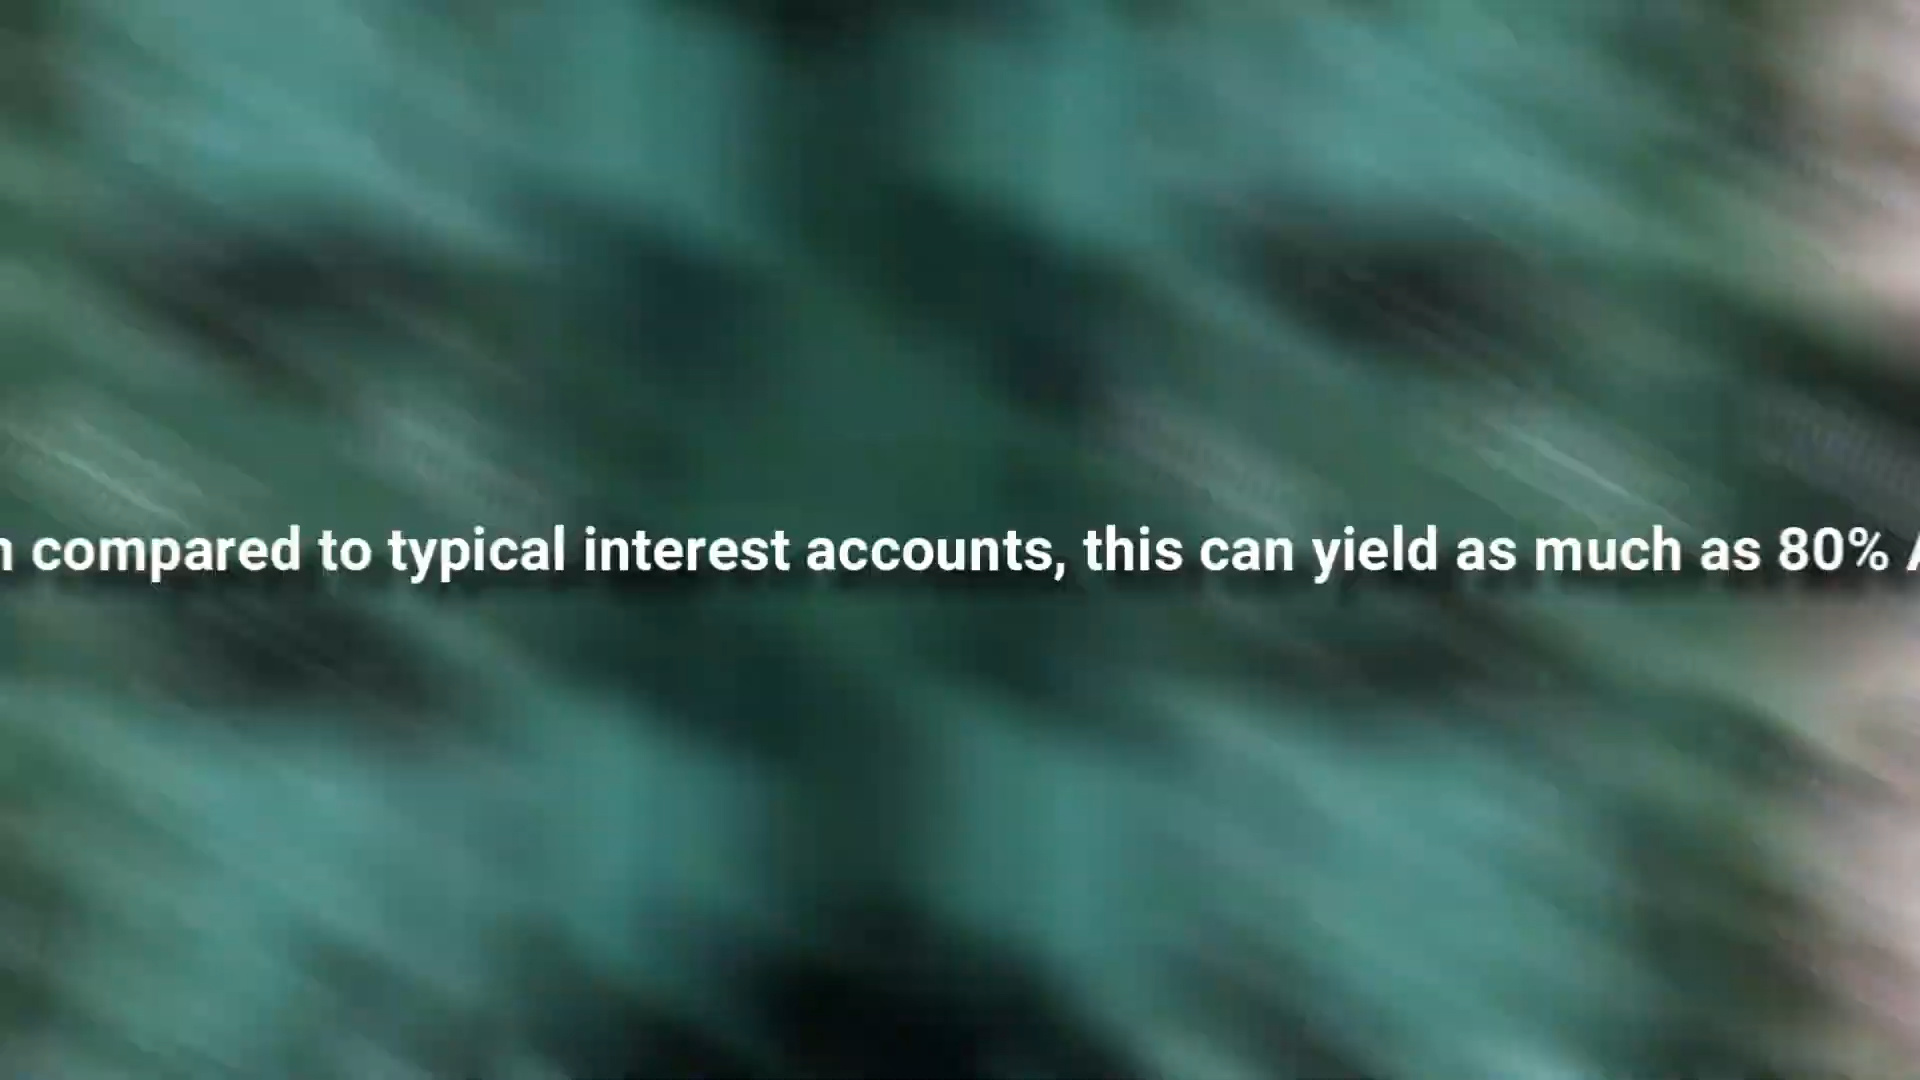 compared to typical interest accounts, this can yield as much as 80%